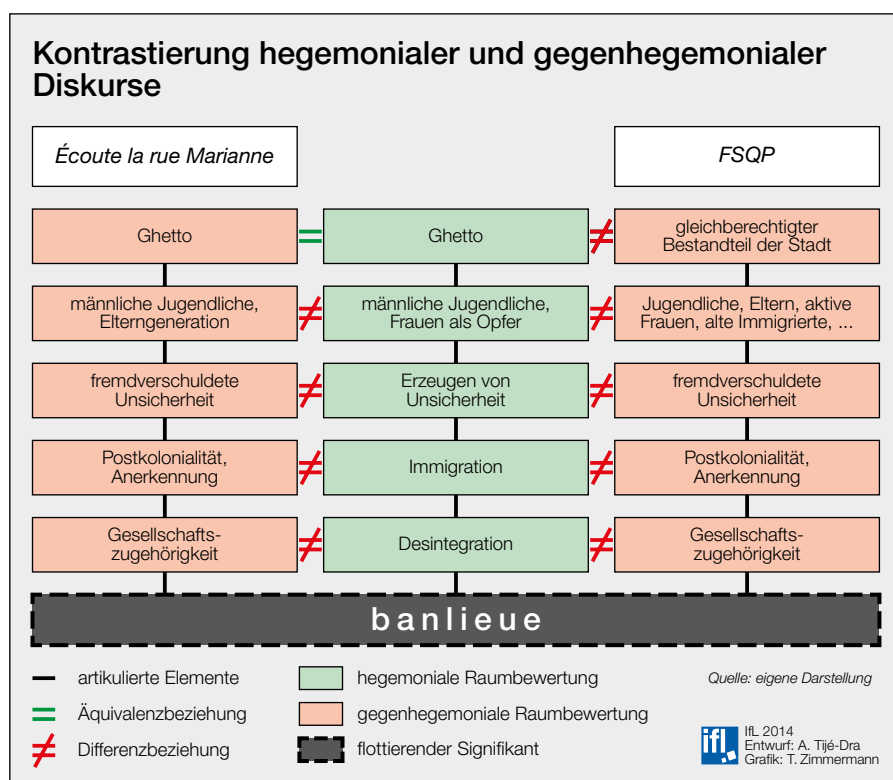 Kontrastierung hegemonialer und gegenhegemonialer
Diskurse
Écoute la rue Marianne
FSQP
Ghetto
Ghetto
gleichberechtigter
Bestandteil der Stadt
männliche Jugendliche,
Elterngeneration
männliche Jugendliche,
Frauen als Opfer
Jugendliche, Eltern, aktive
Frauen, alte Immigrierte, ...
fremdverschuldete
Unsicherheit
Erzeugen von
Unsicherheit
fremdverschuldete
Unsicherheit
Postkolonialität,
Anerkennung
Immigration
Postkolonialität,
Anerkennung
Gesellschafts-
zugehörigkeit
Desintegration
Gesellschafts-
zugehörigkeit
banlieue
artikulierte Elemente
Äquivalenzbeziehung
Differenzbeziehung
hegemoniale Raumbewertung
gegenhegemoniale Raumbewertung
flottierender Signifikant
Quelle: eigene Darstellung
ifl
IfL 2014
Entwurf: A. Tijé-Dra
Grafik: T. Zimmermann